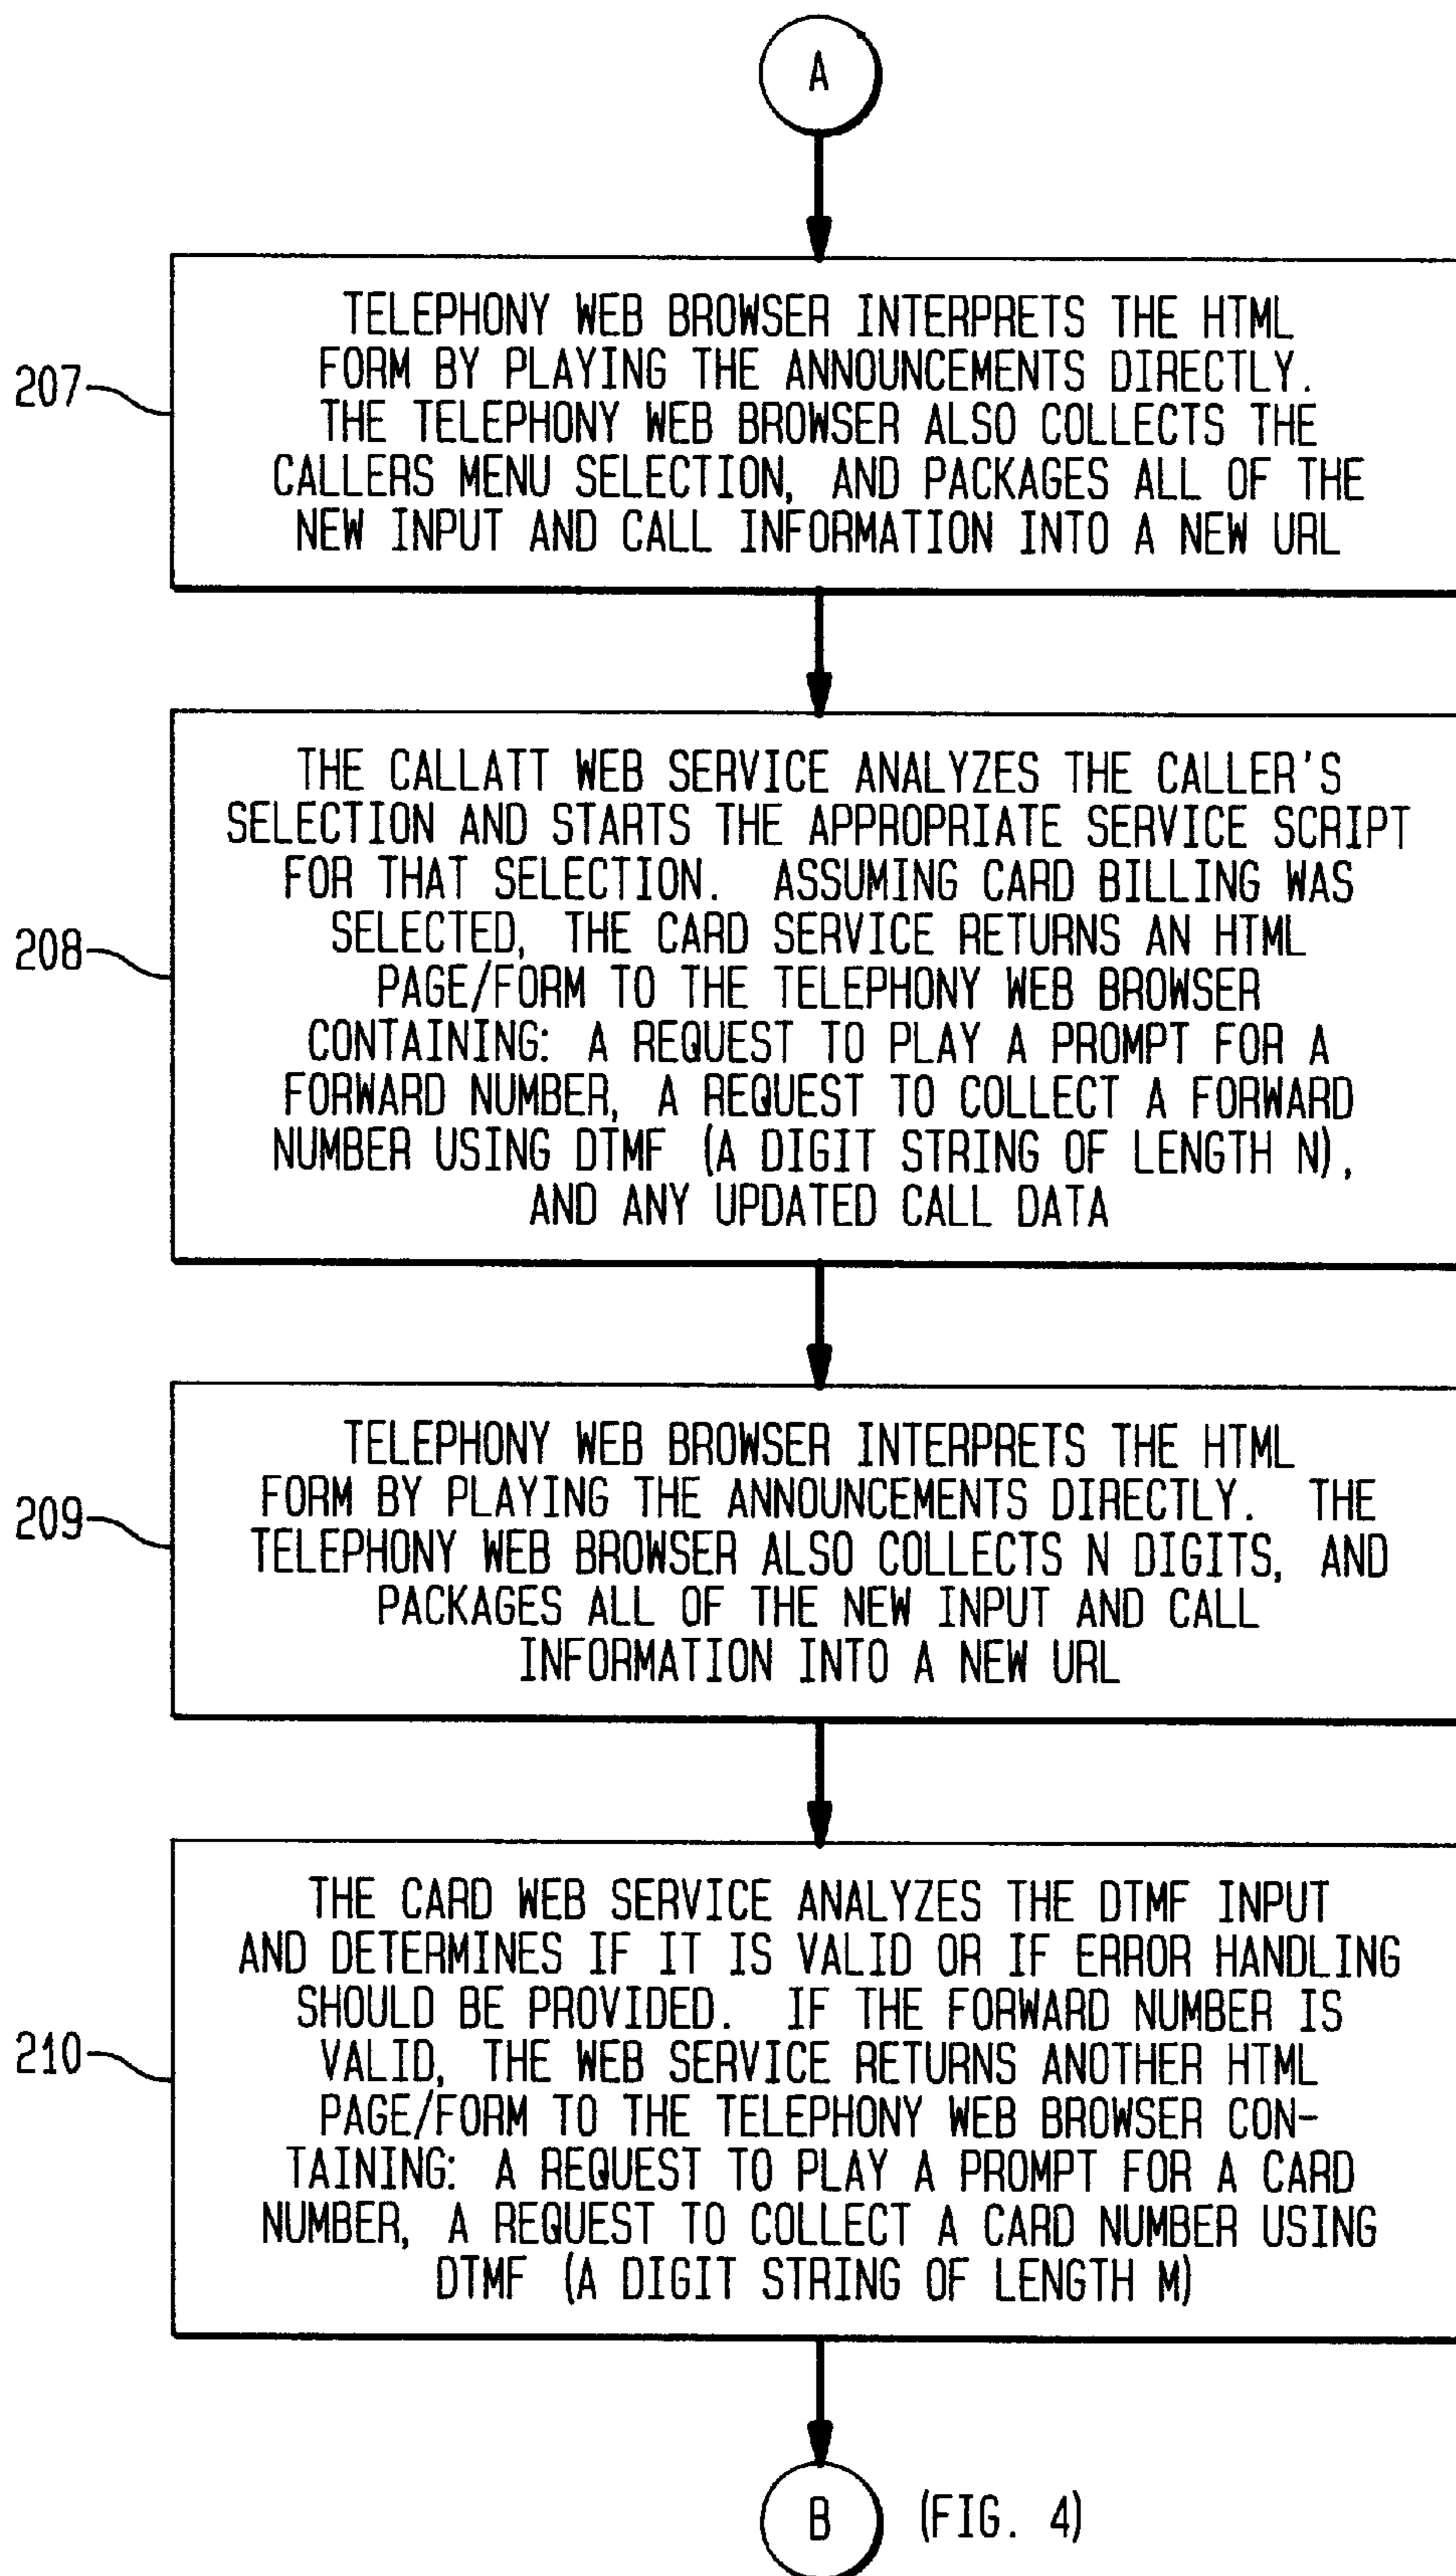 A
207
TELEPHONY WEB BROWSER INTERPRETS THE HTML
FORM BY PLAYING THE ANNOUNCEMENTS DIRECTLY.
THE TELEPHONY WEB BROWSER ALSO COLLECTS THE
CALLERS MENU SELECTION, AND PACKAGES ALL OF THE
NEW INPUT AND CALL INFORMATION INTO A NEW URL
208
THE CALLATT WEB SERVICE ANALYZES THE CALLER'S
SELECTION AND STARTS THE APPROPRIATE SERVICE SCRIPT
FOR THAT SELECTION. ASSUMING CARD BILLING WAS
SELECTED, THE CARD SERVICE RETURNS AN HTML
PAGE/FORM TO THE TELEPHONY WEB BROWSER
CONTAINING: A REQUEST TO PLAY A PROMPT FOR A
FORWARD NUMBER, A REQUEST TO COLLECT A FORWARD
NUMBER USING DTMF (A DIGIT STRING OF LENGTH N),
AND ANY UPDATED CALL DATA
209
TELEPHONY WEB BROWSER INTERPRETS THE HTML
FORM BY PLAYING THE ANNOUNCEMENTS DIRECTLY. THE
TELEPHONY WEB BROWSER ALSO COLLECTS N DIGITS, AND
PACKAGES ALL OF THE NEW INPUT AND CALL
INFORMATION INTO A NEW URL
210
THE CARD WEB SERVICE ANALYZES THE DTMF INPUT
AND DETERMINES IF IT IS VALID OR IF ERROR HANDLING
SHOULD BE PROVIDED. IF THE FORWARD NUMBER IS
VALID, THE WEB SERVICE RETURNS ANOTHER HTML
PAGE/FORM TO THE TELEPHONY WEB BROWSER CON-
TAINING: A REQUEST TO PLAY A PROMPT FOR A CARD
NUMBER, A REQUEST TO COLLECT A CARD NUMBER USING
DTMF (A DIGIT STRING OF LENGTH M)
B (FIG. 4)